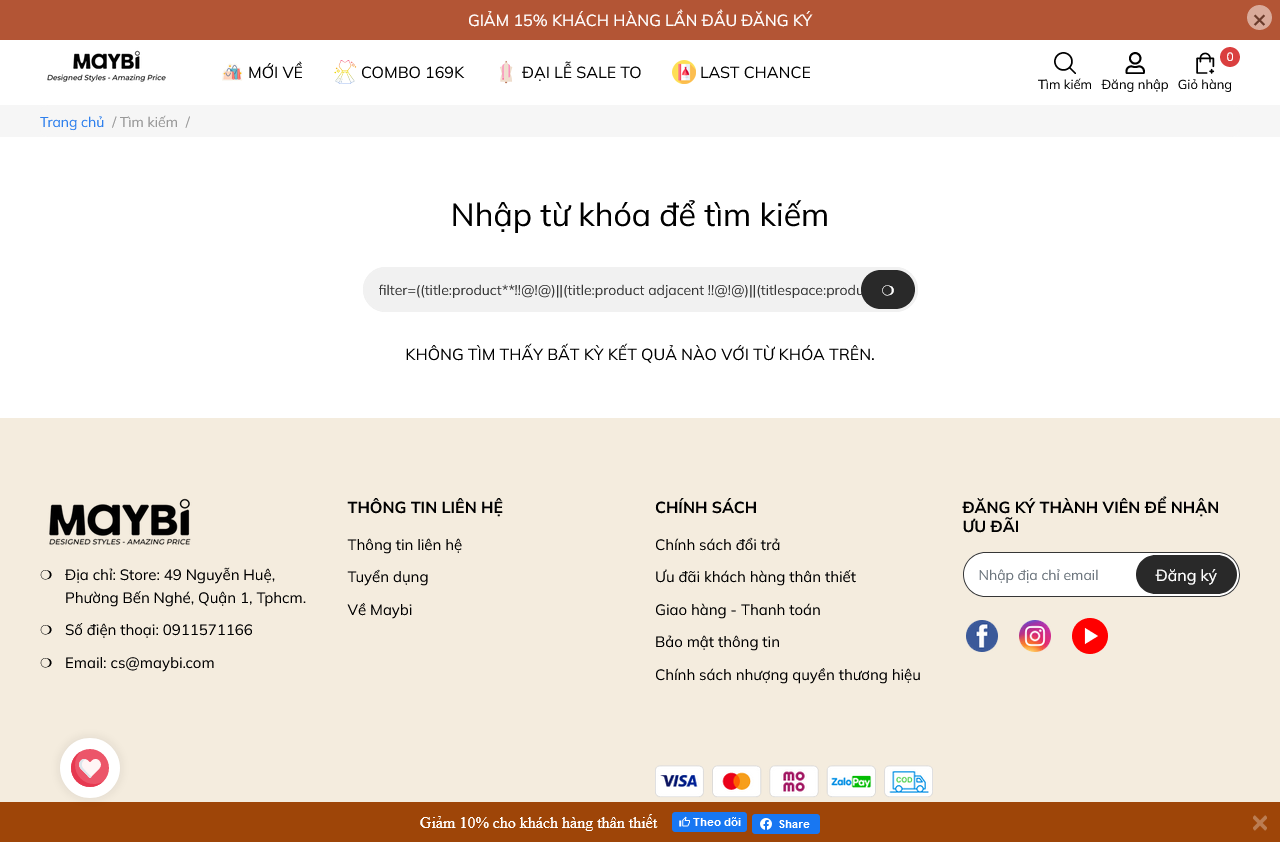 GIẢM 15% KHÁCH HÀNG LẦN ĐẦU ĐĂNG KÝ
MAYBI
Designed Styles - Amazing Price
MỚI VỀ
COMBO 169K
ĐẠI LỄ SALE TO
LAST CHANCE
Tìm kiếm
Đăng nhập
0
Giỏ hàng
Trang chủ / Tìm kiếm /
Nhập từ khóa để tìm kiếm
filter=((title:product**!!@!@)||(title:product adjacent !!@!@)||(titlespace:produ
KHÔNG TÌM THẤY BẤT KỲ KẾT QUẢ NÀO VỚI TỪ KHÓA TRÊN.
MAYBI
DESIGNED STYLES - AMAZING PRICE
Địa chỉ: Store: 49 Nguyễn Huệ,
Phường Bến Nghé, Quận 1, Tphcm.
Số điện thoại: 0911571166
Email: cs@maybi.com
THÔNG TIN LIÊN HỆ
Thông tin liên hệ
Tuyển dụng
Về Maybi
CHÍNH SÁCH
Chính sách đổi trả
Ưu đãi khách hàng thân thiết
Giao hàng - Thanh toán
Bảo mật thông tin
Chính sách nhượng quyền thương hiệu
ĐĂNG KÝ THÀNH VIÊN ĐỂ NHẬN
ƯU ĐÃI
Nhập địa chỉ email
Đăng ký
VISA
mo
mo
ZaloPay
COD
Giảm 10% cho khách hàng thân thiết
Theo dõi
Share